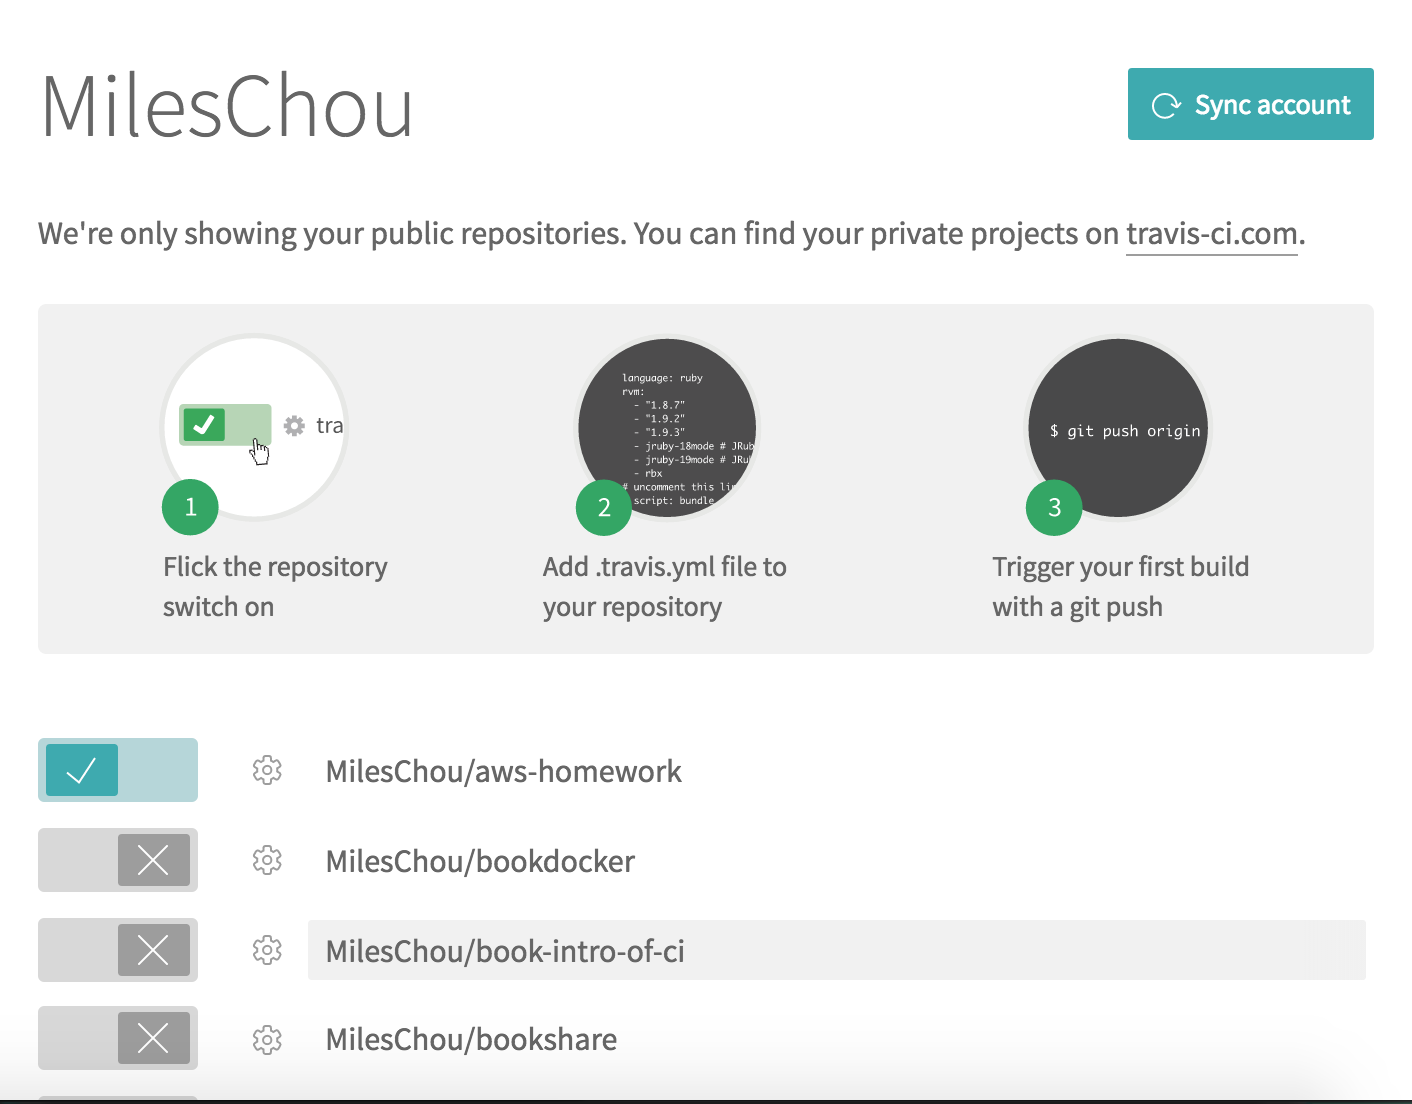 MilesChou
Sync account
We're only showing your public repositories. You can find your private projects on travis-ci.com.
tra
1
Flick the repository
switch on
language: ruby
rvm:
- "1.8.7"
- "1.9.2"
- "1.9.3"
- jruby-18mode # JRub
- jruby-19mode # JRu
- rbx
# uncomment this lin
script: bundle
2
Add .travis.yml file to
your repository
$ git push origin
3
Trigger your first build
with a git push
MilesChou/aws-homework
MilesChou/bookdocker
MilesChou/book-intro-of-ci
MilesChou/bookshare